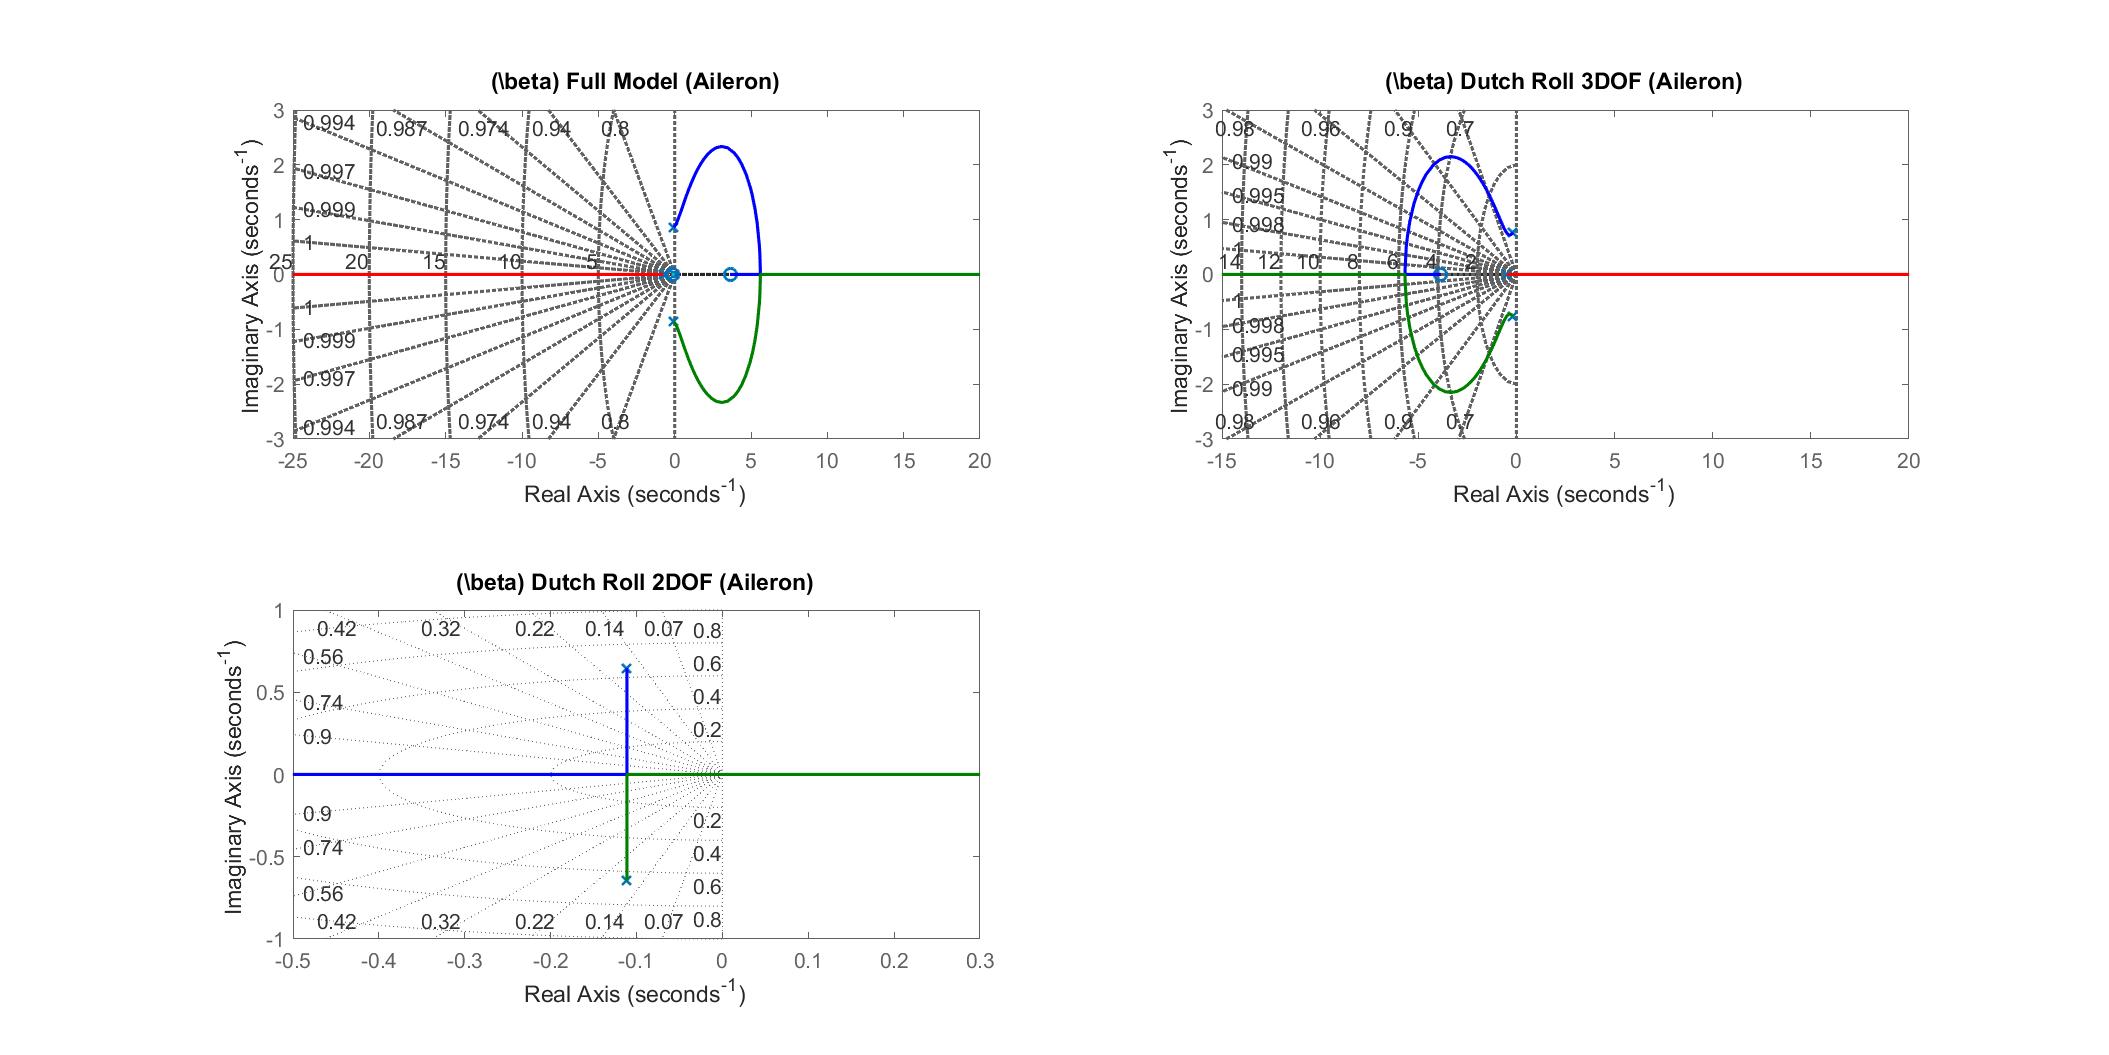 (\beta) Full Model (Aileron)
3
2
1
0
-1
-2
-3
Imaginary Axis (seconds-1)
0.994 0.987 0.974 0.94 0.8
0.997
0.999
1
25 20 15 10 5
1
0.999
0.997
0.994 0.987 0.974 0.94 0.8
-25 -20 -15 -10 -5 0 5 10 15 20
Real Axis (seconds-1)
(\beta) Dutch Roll 3DOF (Aileron)
3
2
1
0
-1
-2
-3
Imaginary Axis (seconds-1)
0.98 0.96 0.9 0.7
0.99
0.995
0.998
1
14 12 10 8 6 4 2
1
0.998
0.995
0.99
0.98 0.96 0.9 0.7
-15 -10 -5 0 5 10 15 20
Real Axis (seconds-1)
(\beta) Dutch Roll 2DOF (Aileron)
1
0.5
0
-0.5
-1
Imaginary Axis (seconds-1)
0.42 0.32 0.22 0.14 0.07 0.8
0.56 0.6
0.74 0.4
0.9 0.2
0.9 0.2
0.74 0.4
0.56 0.6
0.42 0.32 0.22 0.14 0.07 0.8
-0.5 -0.4 -0.3 -0.2 -0.1 0 0.1 0.2 0.3
Real Axis (seconds-1)